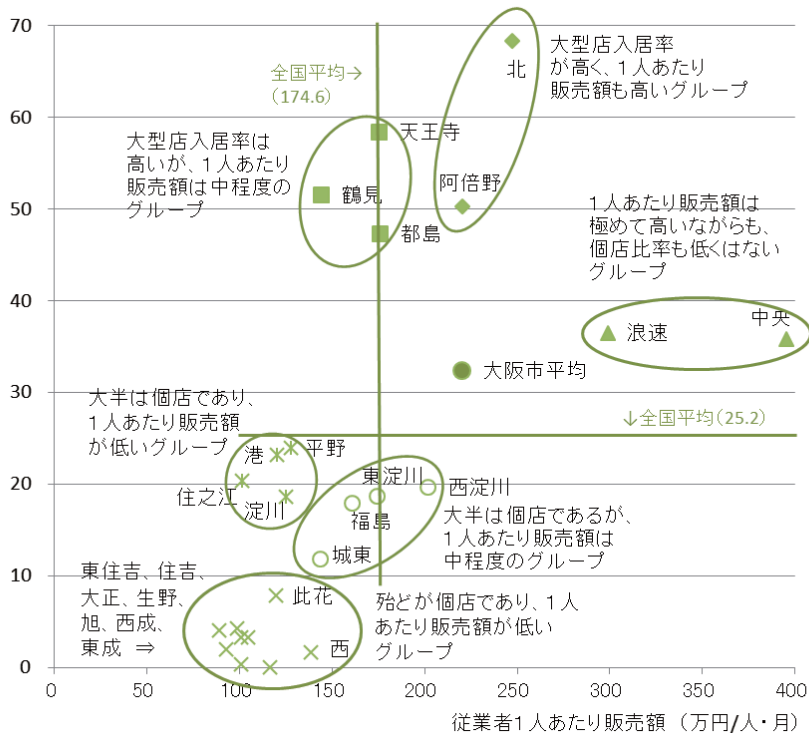 70
60
50
40
30
20
10
0
全国平均→
(174.6)
北
大型店入居率
が高く、1人あたり
販売額も高いグループ
大型店入居率は
高いが、1人あたり
販売額は中程度の
グループ
天王寺
鶴見
都島
阿倍野
1人あたり販売額は
極めて高いながらも、
個店比率も低くはない
グループ
浪速
中央
大阪市平均
↓全国平均(25.2)
大半は個店であり、
1人あたり販売額
が低いグループ
港
平野
住之江
淀川
東淀川
西淀川
福島
城東
大半は個店であるが、
1人あたり販売額は
中程度のグループ
東住吉、住吉、
大正、生野、
旭、西成、
東成 ⇒
此花
西
殆どが個店であり、1人
あたり販売額が低い
グループ
0 50 100 150 200 250 300 350 400
従業者1人あたり販売額 (万円/人・月)